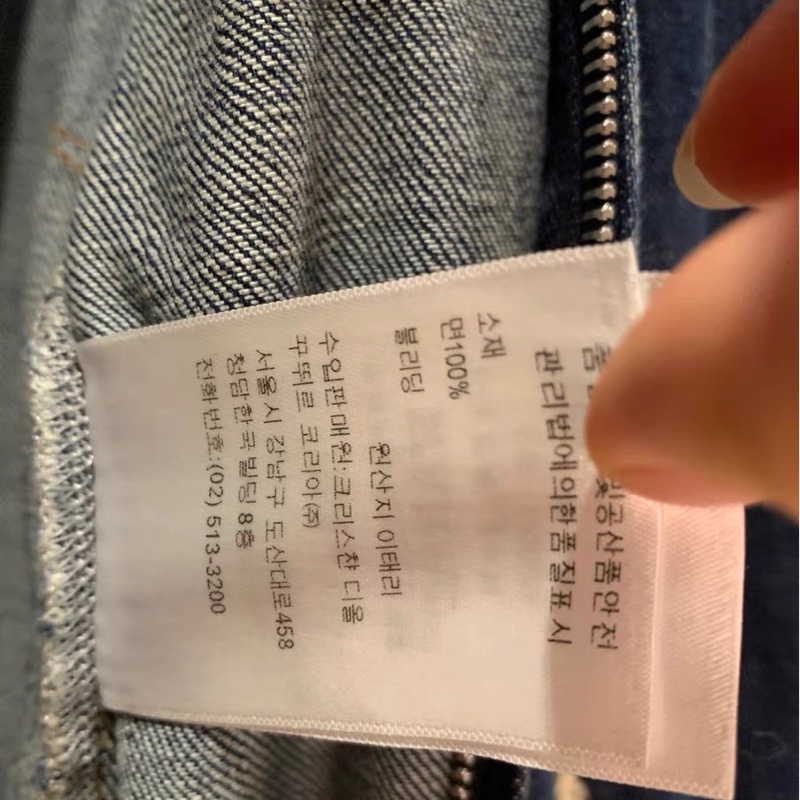 및공산품안전
관리법에의한 품질표시
소재
면100%
블리딩
원산지 이태리
수입판매원:크리스챤 디올
꾸뛰르 코리아㈜
서울시 강남구 도산대로458
청담한국빌딩 8층
전화번호:(02) 513-3200